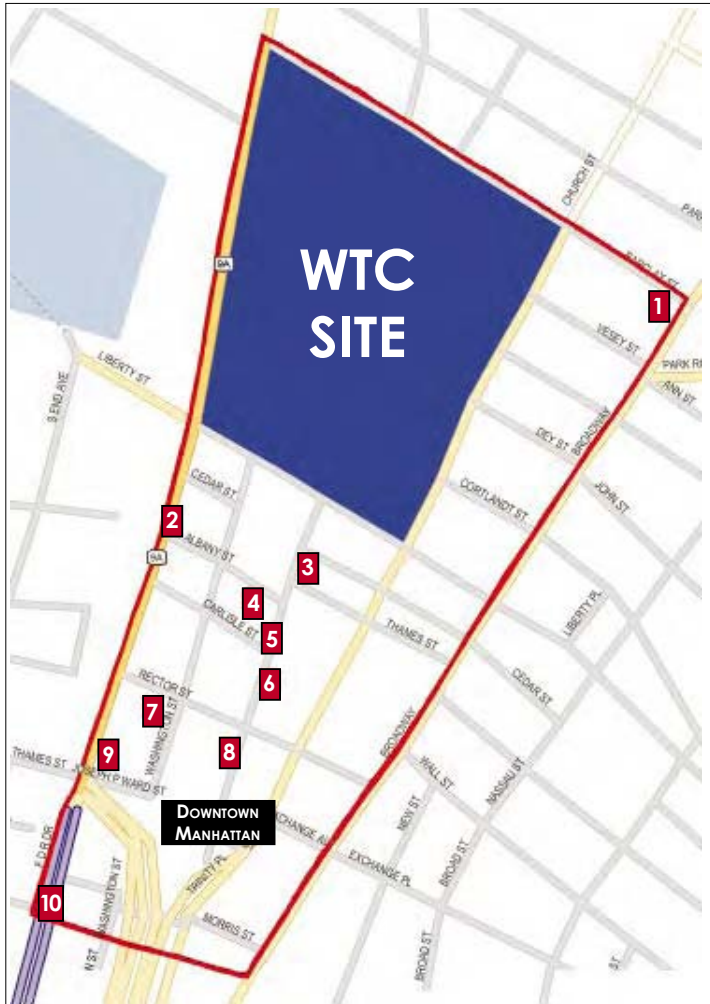 CHURCH ST
PARK
BARCLAY ST
9A
WTC
SITE
1
VESEY ST
PARK R
ANN ST
LIBERTY ST
S END AVE
BROADWAY
DEY ST
CEDAR ST
CORTLANDT ST
JOHN ST
2
ALBANY ST
9A
3
4
LIBERTY PL
CARLISLE ST
5
THAMES ST
6
CEDAR ST
RECTOR ST
7
WASHINGTON ST
8
BROADWAY
9
THAMES ST
JOSEPH P WARD ST
WALL ST
NASSAU ST
NEW ST
DOWNTOWN
MANHATTAN
EXCHANGE PL
BROAD ST
F D R DR
TRINITY PL
10
WASHINGTON ST
MORRIS ST
N ST
BROAD ST
ST